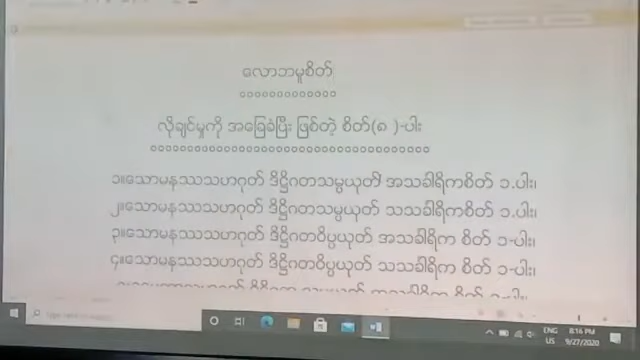 လောဘမူစိတ်
ooooooooooooo
လိုချင်မှုကို အခြေခံပြီး ဖြစ်တဲ့ စိတ်(၈ )-ပါး
၁။သောမနဿသဟဂုတ် ဒိဋ္ဌိဂတသမ္ပယုတ် အသင်္ခါရိကစိတ် ၁.ပါး၊
၂။သောမနဿသဟဂုတ် ဒိဋ္ဌိဂတသမ္ပယုတ် သသင်္ခါရိကစိတ် ၁.ပါး၊
၃။သောမနဿသဟဂုတ် ဒိဋ္ဌိဂတဝိပ္ပယုတ် အသင်္ခါရိက စိတ် ၁-ပါး၊
၄။သောမနဿသဟဂုတ် ဒိဋ္ဌိဂတဝိပ္ပယုတ် သသင်္ခါရိက စိတ် ၁-ပါး၊
Type here to
ENG
US
8:16 PM
9/27/2020